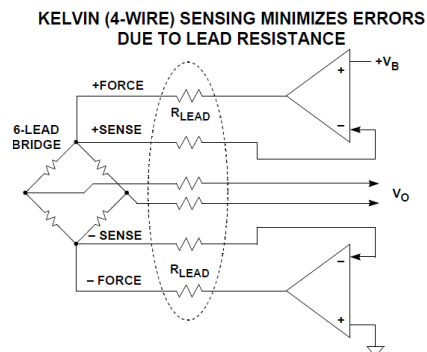 KELVIN (4-WIRE) SENSING MINIMIZES ERRORS
DUE TO LEAD RESISTANCE
+FORCE
+VB
+
RLEAD
6-LEAD
BRIDGE
+SENSE
–
VO
– SENSE
–
RLEAD
– FORCE
+